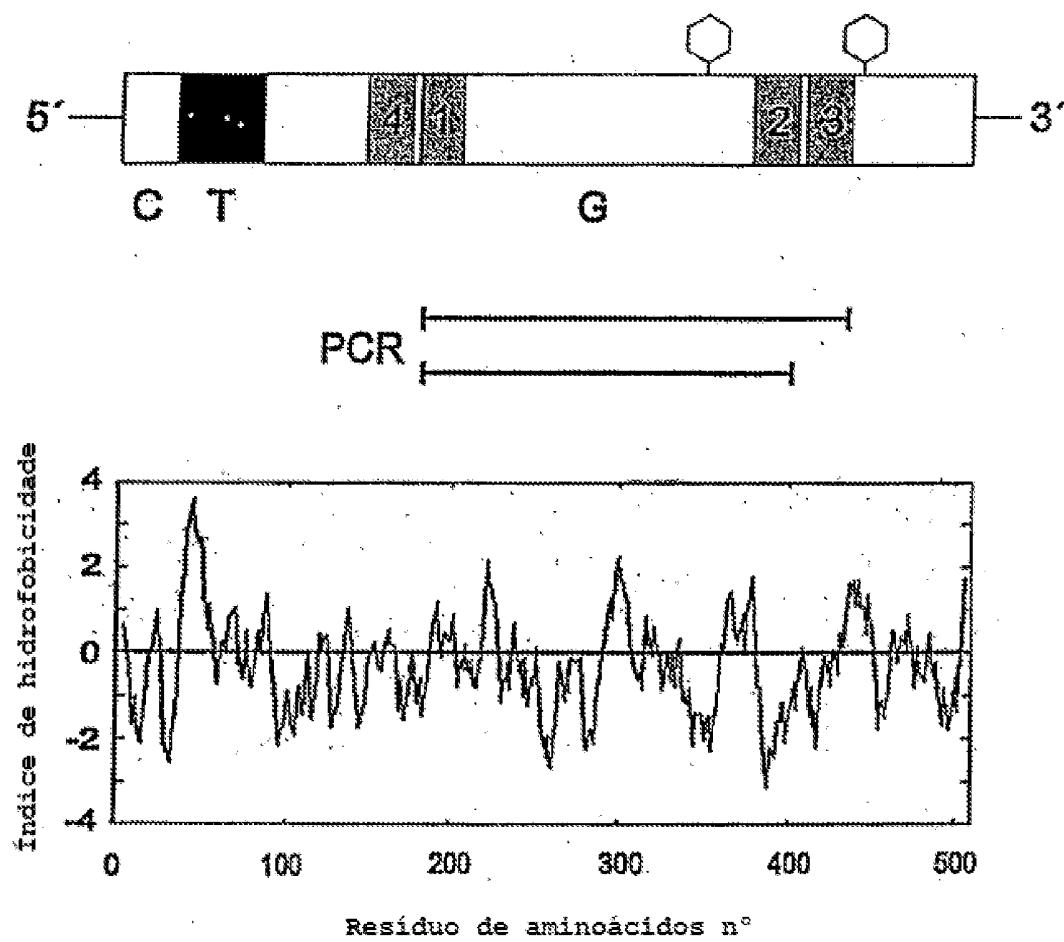 5´ 4 1 2 3 3´
C T G
PCR
Índice de hidrofobicidade
4
2
0
-2
-4
0 100 200 300 400 500
Resíduo de aminoácidos n°